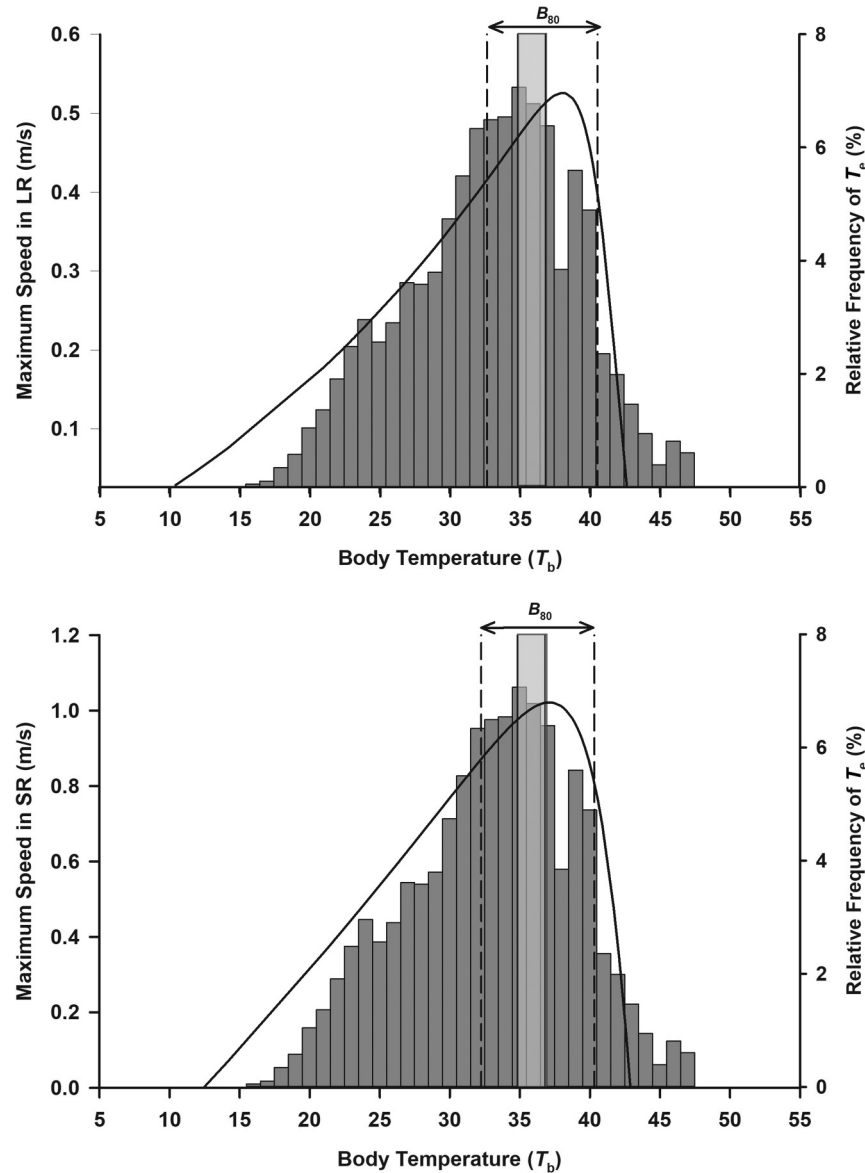 B80
0.6
0.5
0.4
0.3
0.2
0.1
Maximum Speed in LR (m/s)
8
6
4
2
0
Relative Frequency of Te (%)
5 10 15 20 25 30 35 40 45 50 55
Body Temperature (Tb)
B80
1.2
1.0
0.8
0.6
0.4
0.2
0.0
Maximum Speed in SR (m/s)
8
6
4
2
0
Relative Frequency of Te (%)
5 10 15 20 25 30 35 40 45 50 55
Body Temperature (Tb)